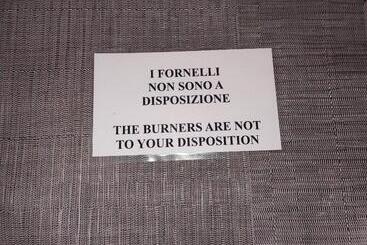 I FORNELLI
NON SONO A
DISPOSIZIONE
THE BURNERS ARE NOT
TO YOUR DISPOSITION